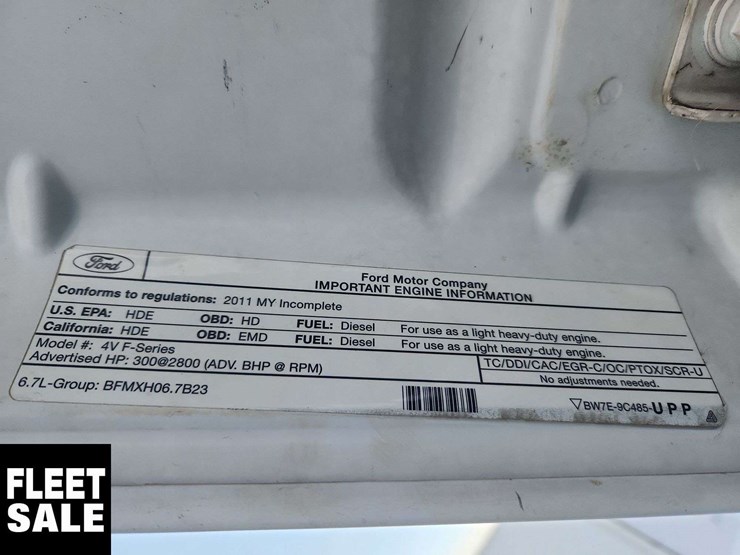 Ford
Ford Motor Company
IMPORTANT ENGINE INFORMATION
Conforms to regulations: 2011 MY Incomplete
U.S. EPA: HDE OBD: HD FUEL: Diesel For use as a light heavy-duty engine.
California: HDE OBD: EMD FUEL: Diesel For use as a light heavy-duty engine.
Model #: 4V F-Series
TC/DDI/CAC/EGR-C/OC/PTOX/SCR-U
Advertised HP: 300@2800 (ADV. BHP @ RPM)
No adjustments needed.
6.7L-Group: BFMXH06.7B23
BW7E-9C485-UPP
FLEET
SALE